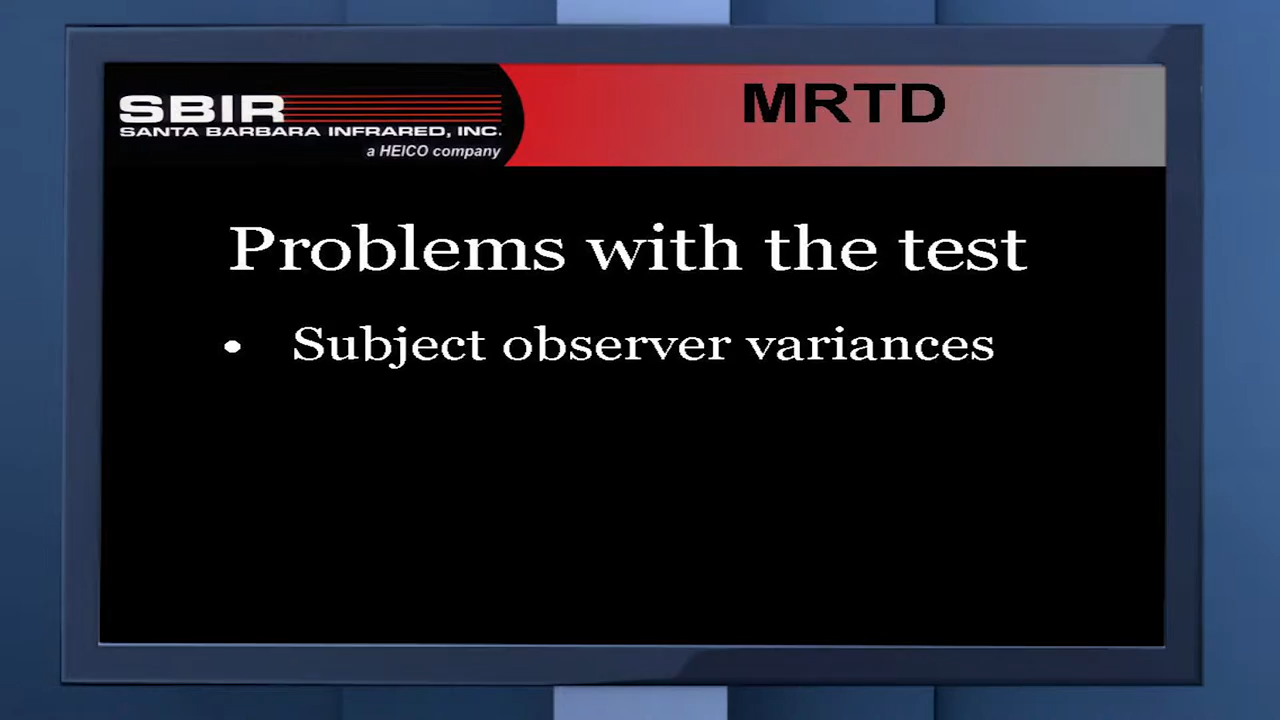 SBIR
SANTA BARBARA INFRARED, INC.
a HEICO company
MRTD
Problems with the test
• Subject observer variances